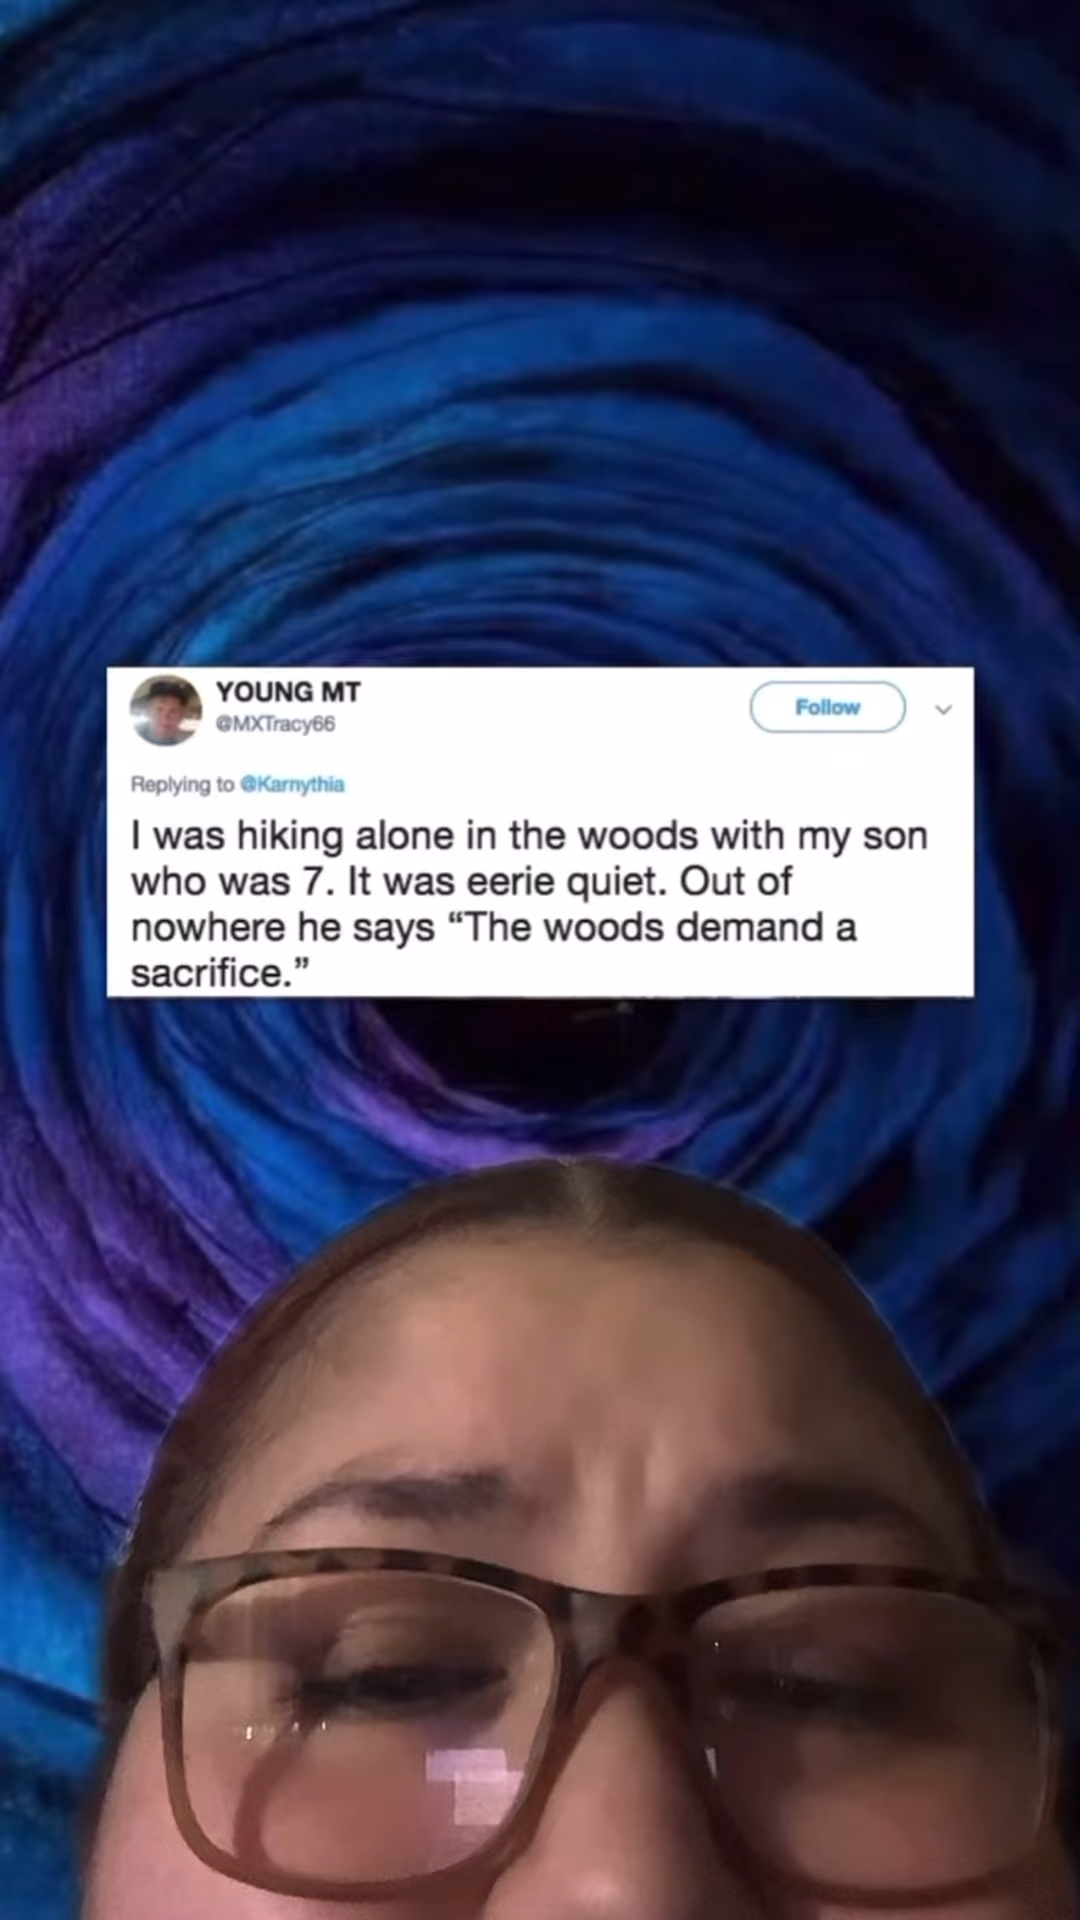 YOUNG MT
@MXTracy66
Follow
Replying to @Karnythia
I was hiking alone in the woods with my son
who was 7. It was eerie quiet. Out of
nowhere he says “The woods demand a
sacrifice.”